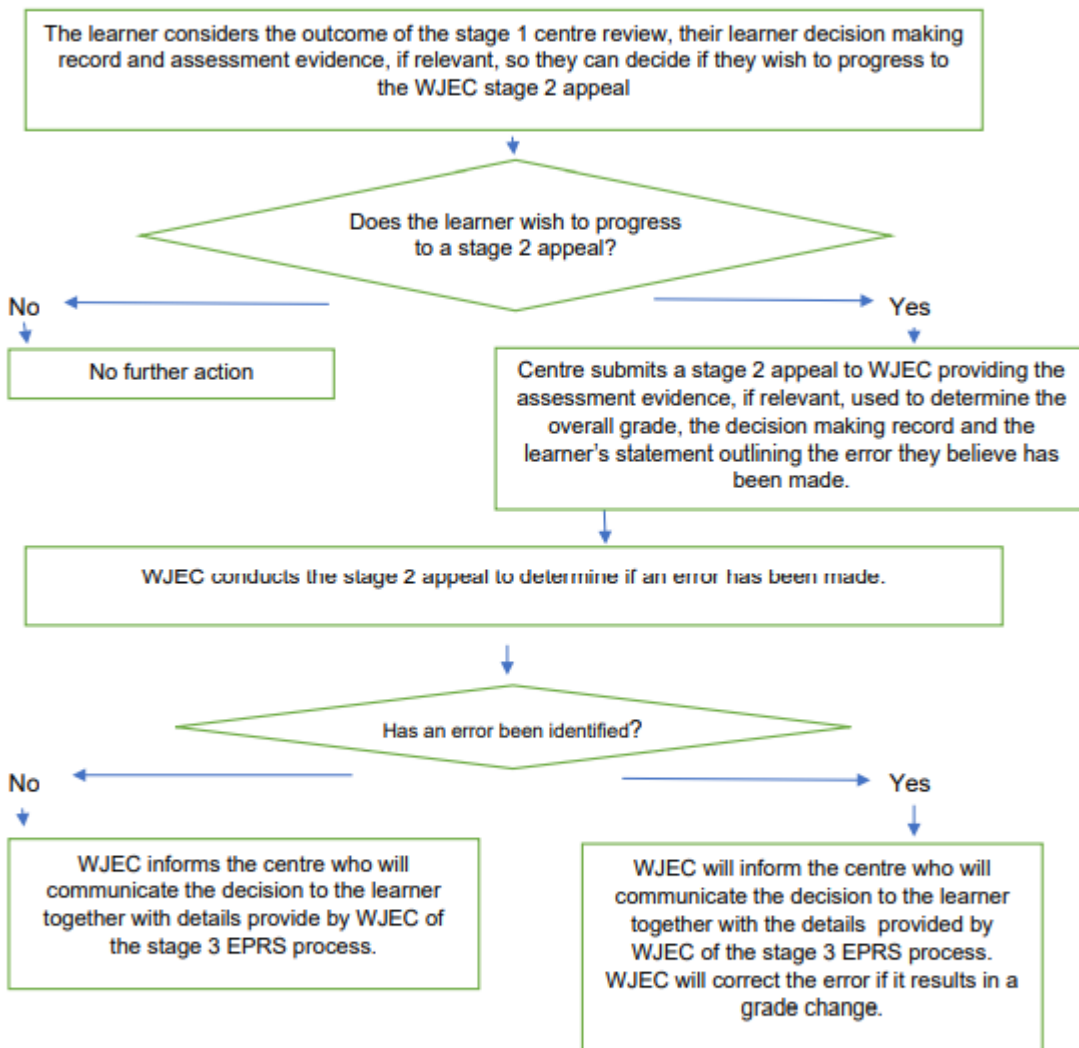 The learner considers the outcome of the stage 1 centre review, their learner decision making
record and assessment evidence, if relevant, so they can decide if they wish to progress to
the WJEC stage 2 appeal
Does the learner wish to progress
to a stage 2 appeal?
No
Yes
No further action
Centre submits a stage 2 appeal to WJEC providing the
assessment evidence, if relevant, used to determine the
overall grade, the decision making record and the
learner's statement outlining the error they believe has
been made.
WJEC conducts the stage 2 appeal to determine if an error has been made.
Has an error been identified?
No
Yes
WJEC informs the centre who will
communicate the decision to the learner
together with details provide by WJEC of
the stage 3 EPRS process.
WJEC will inform the centre who will
communicate the decision to the learner
together with the details provided by
WJEC of the stage 3 EPRS process.
WJEC will correct the error if it results in a
grade change.